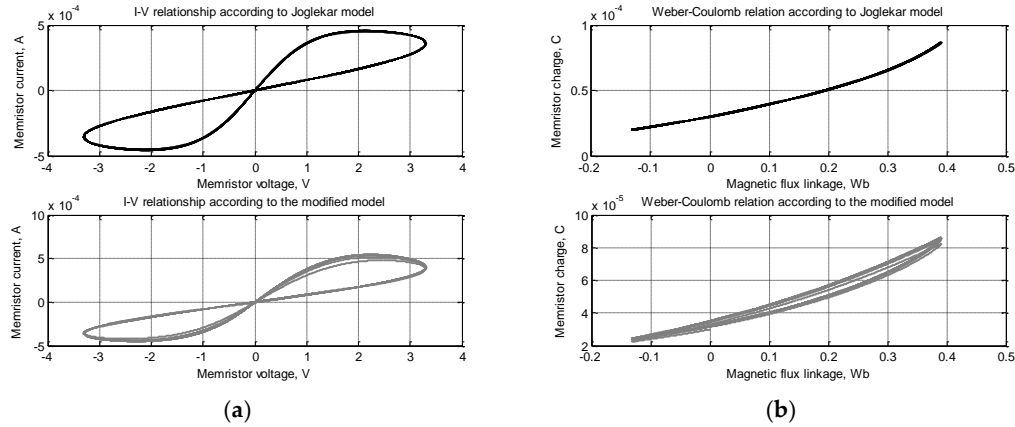 I-V relationship according to Joglekar model
x 10^-4
Memristor current, A
5
0
-5
-4 -3 -2 -1 0 1 2 3 4
Memristor voltage, V
Weber-Coulomb relation according to Joglekar model
x 10^-4
Memristor charge, C
1
0.5
0
-0.2 -0.1 0 0.1 0.2 0.3 0.4 0.5
Magnetic flux linkage, Wb
I-V relationship according to the modified model
x 10^-4
Memristor current, A
10
5
0
-5
-4 -3 -2 -1 0 1 2 3 4
Memristor voltage, V
Weber-Coulomb relation according to the modified model
x 10^-5
Memristor charge, C
10
8
6
4
2
-0.2 -0.1 0 0.1 0.2 0.3 0.4 0.5
Magnetic flux linkage, Wb
(a)
(b)